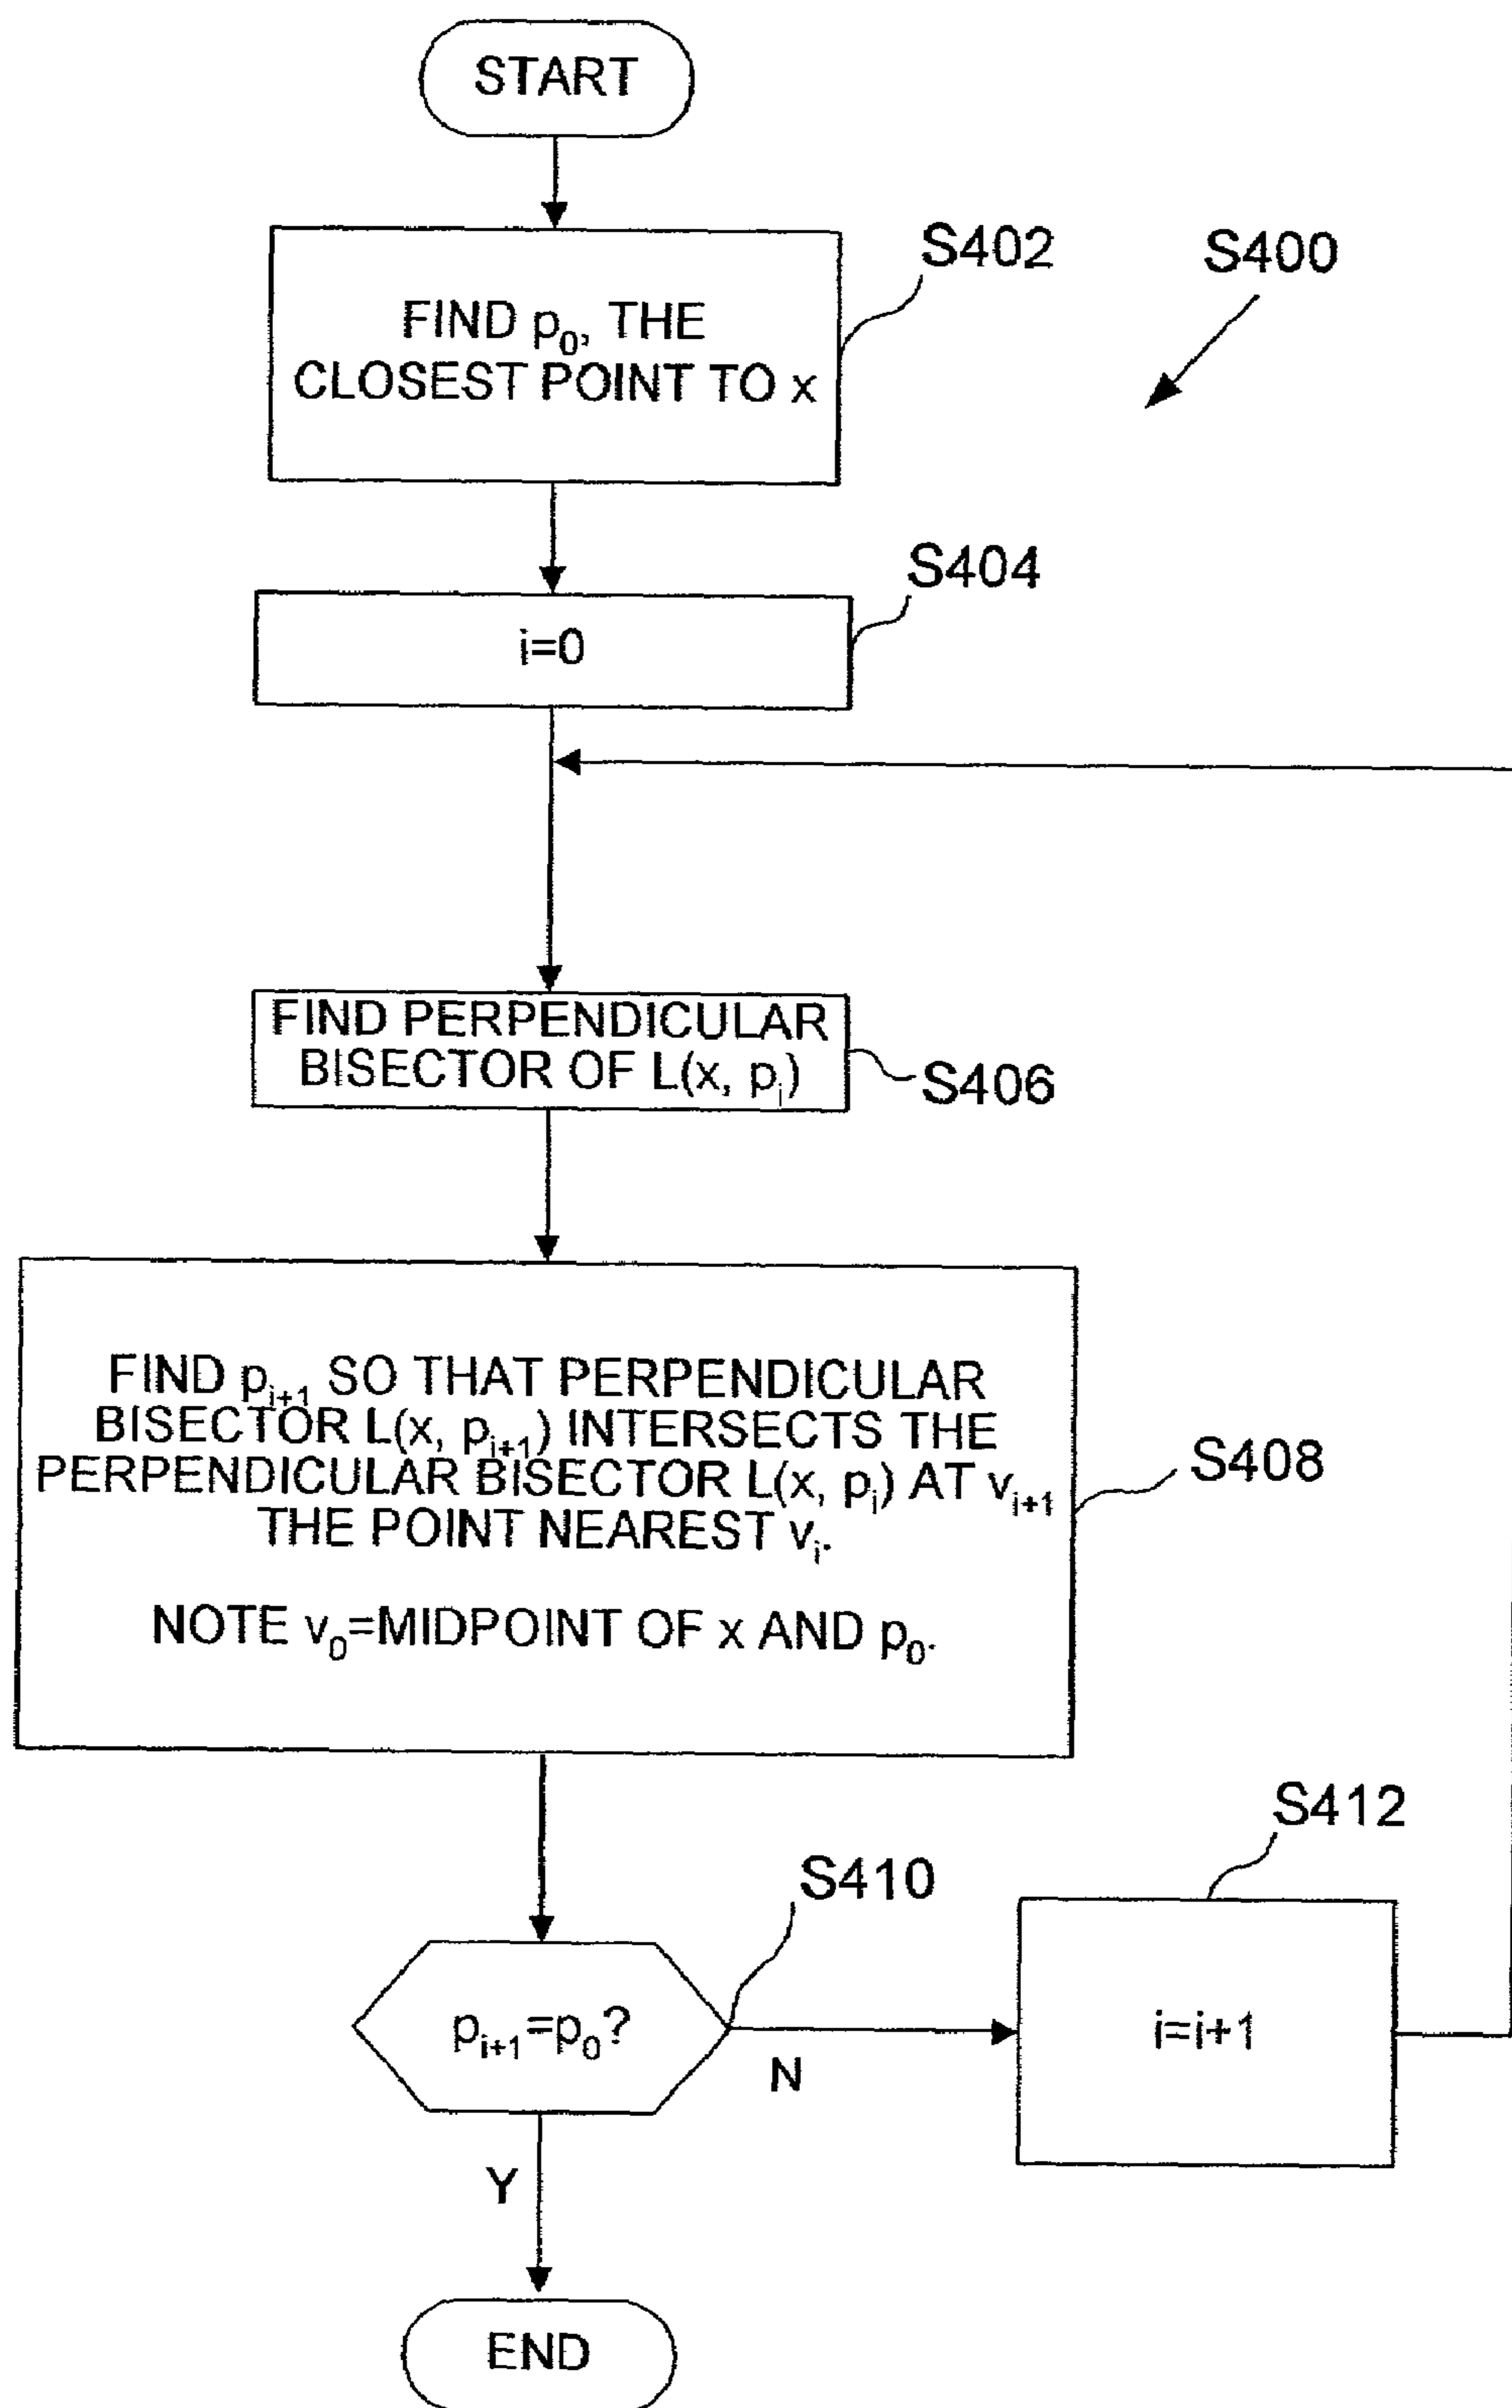 START
S402
S400
FIND p₀, THE
CLOSEST POINT TO x
S404
i=0
FIND PERPENDICULAR
BISECTOR OF L(x, pᵢ)
S406
FIND pᵢ₊₁ SO THAT PERPENDICULAR
BISECTOR L(x, pᵢ₊₁) INTERSECTS THE
PERPENDICULAR BISECTOR L(x, pᵢ) AT vᵢ₊₁
THE POINT NEAREST vᵢ.
S408
NOTE v₀=MIDPOINT OF x AND p₀.
S412
S410
pᵢ₊₁=p₀?
N
i=i+1
Y
END